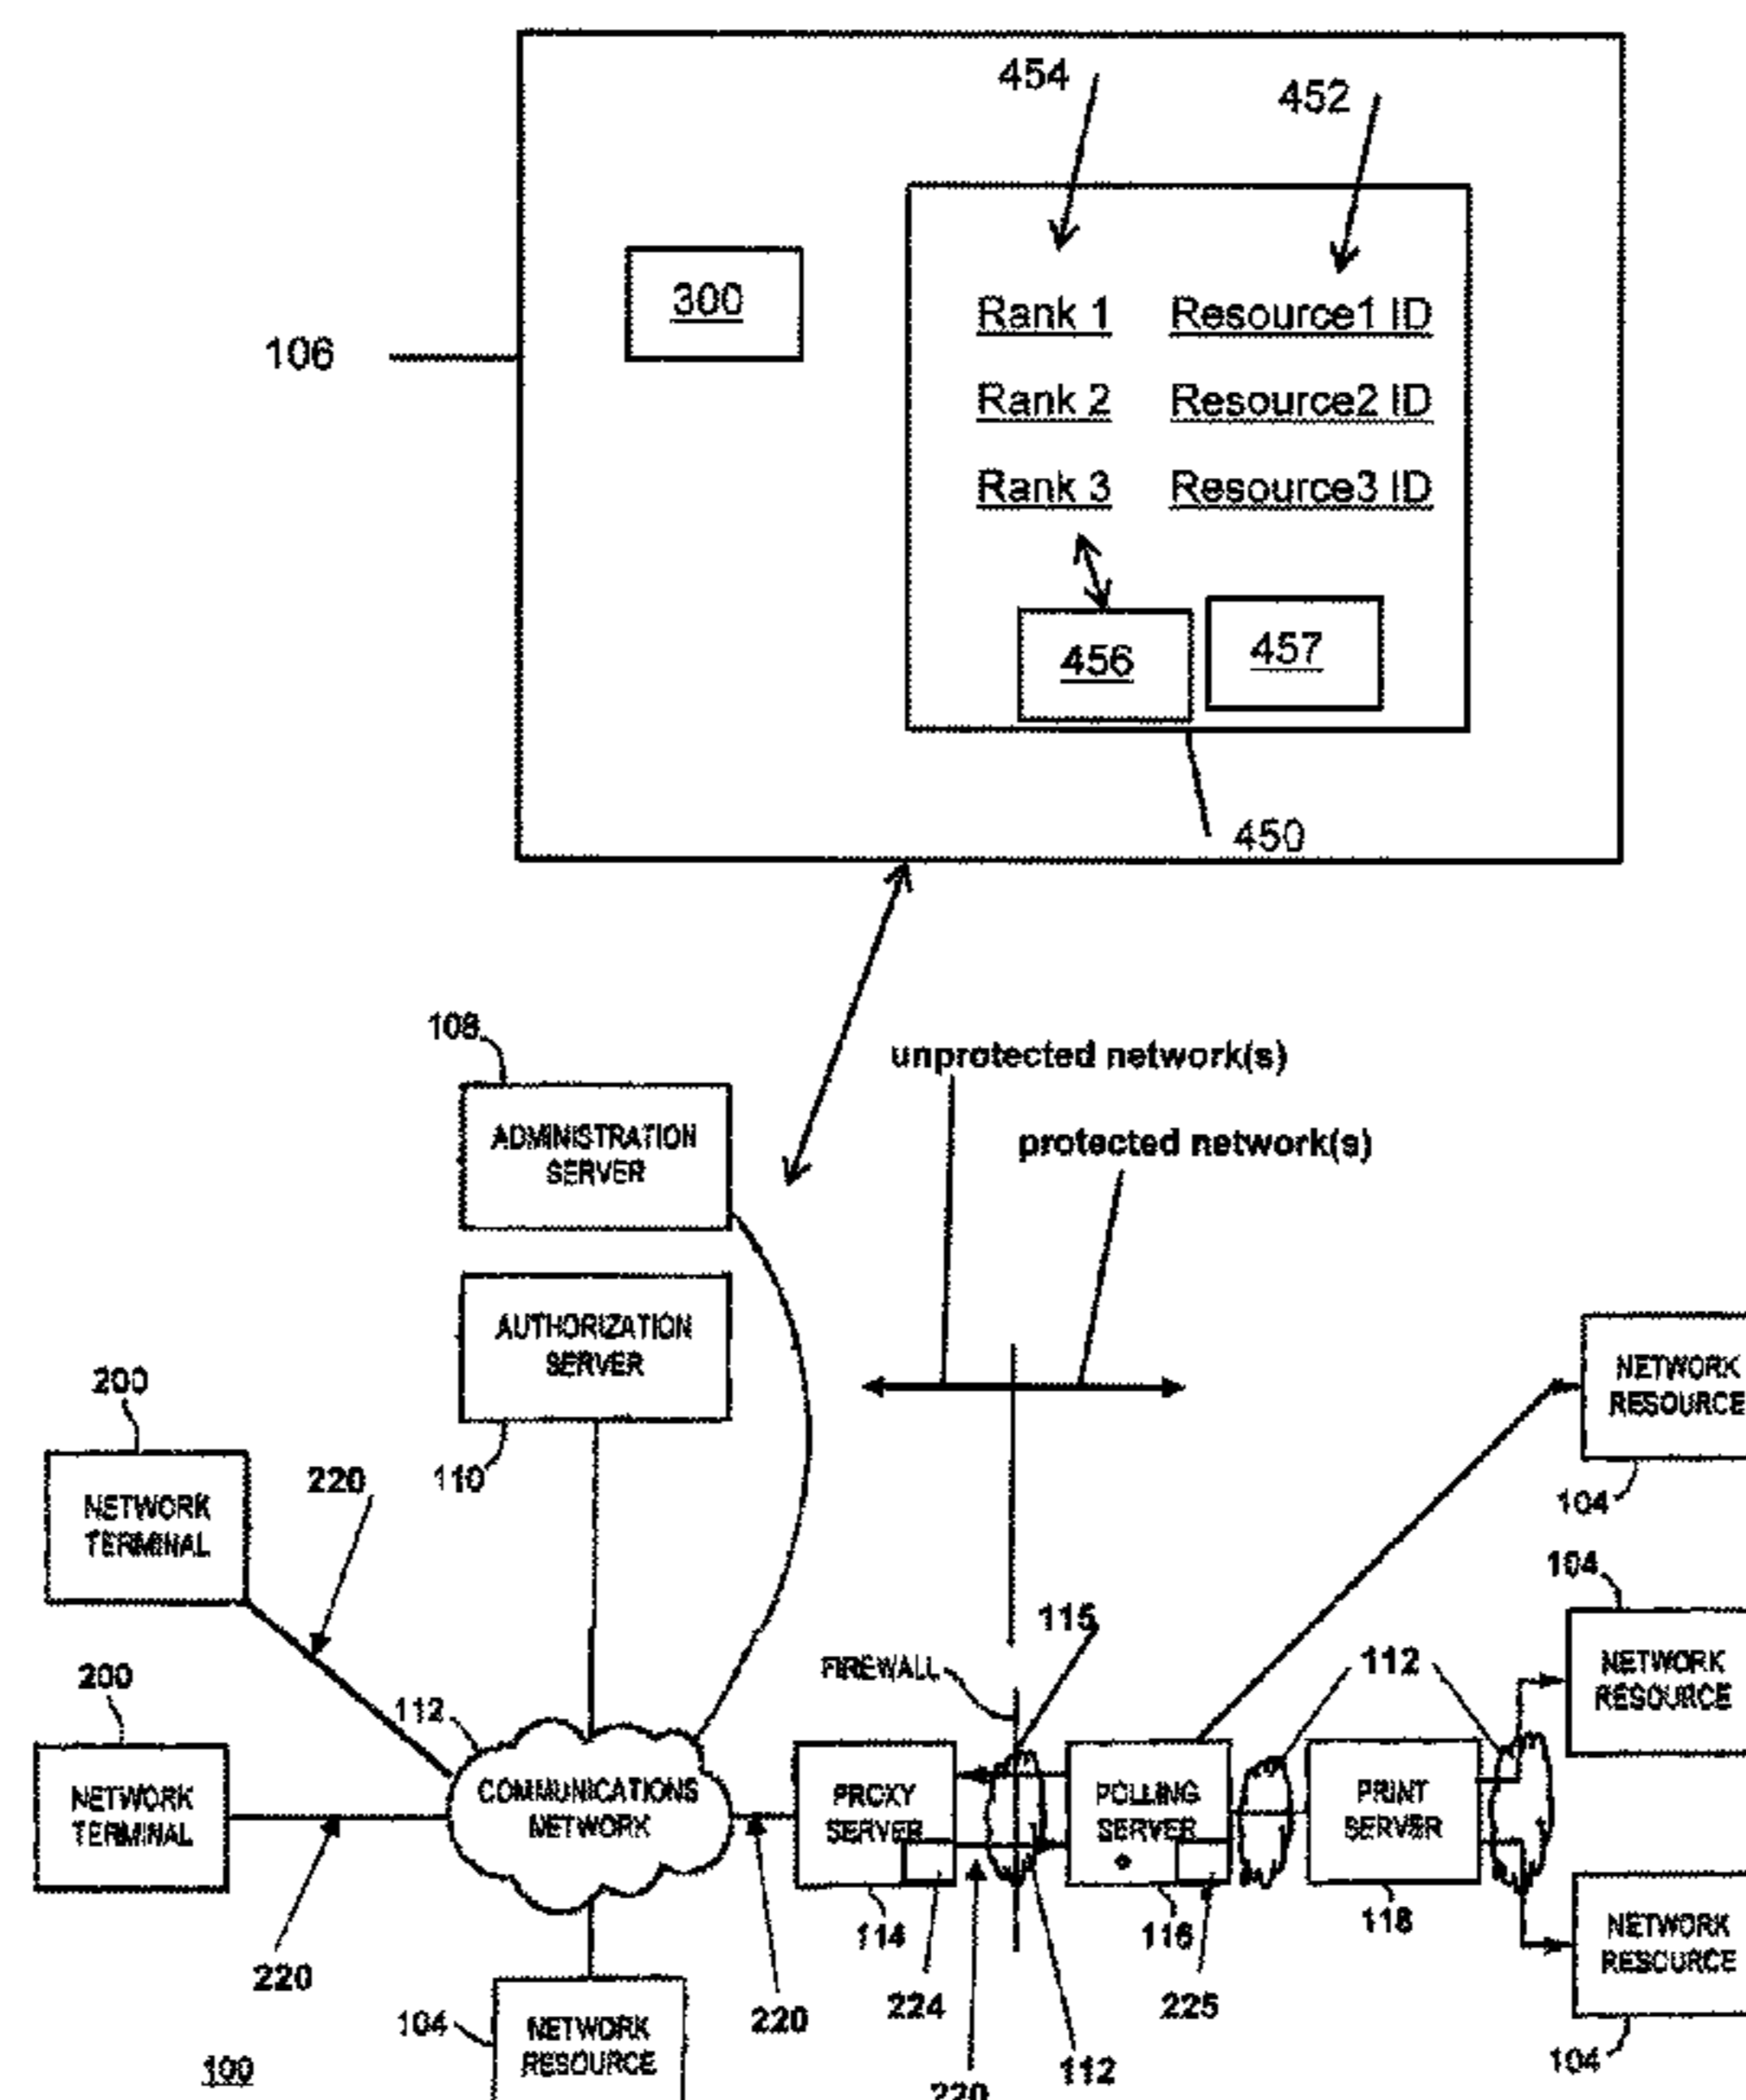 454
452
300
Rank 1 Resource1 ID
106
Rank 2 Resource2 ID
Rank 3 Resource3 ID
456
457
450
108
unprotected network(s)
ADMINISTRATION
SERVER
protected network(s)
AUTHORIZATION
SERVER
NETWORK
RESOURCE
200
110
220
104
NETWORK
TERMINAL
104
115
200
112
FIREWALL
112
NETWORK
RESOURCE
NETWORK
TERMINAL
COMMUNICATIONS
NETWORK
PROXY
SERVER
POLLING
SERVER
PRINT
SERVER
114
116
118
NETWORK
RESOURCE
220
104
220
224
225
NETWORK
RESOURCE
112
104
100
220